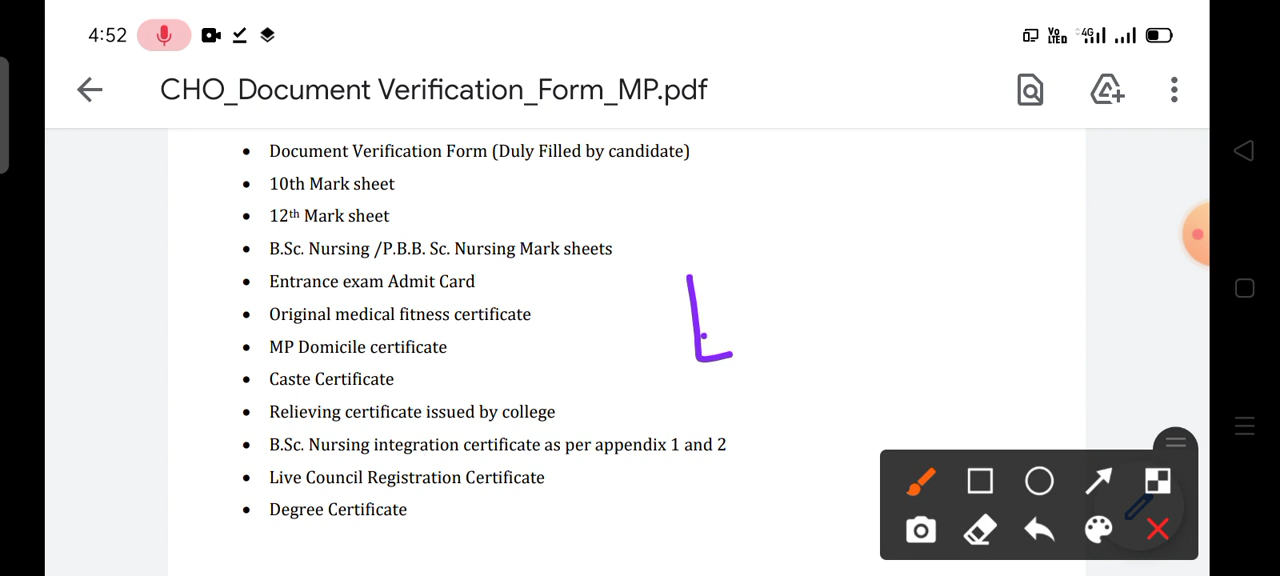 4:52
Vo LTED 4G
CHO_Document Verification_Form_MP.pdf
• Document Verification Form (Duly Filled by candidate)
• 10th Mark sheet
• 12th Mark sheet
• B.Sc. Nursing /P.B.B. Sc. Nursing Mark sheets
• Entrance exam Admit Card
• Original medical fitness certificate
• MP Domicile certificate
• Caste Certificate
• Relieving certificate issued by college
• B.Sc. Nursing integration certificate as per appendix 1 and 2
• Live Council Registration Certificate
• Degree Certificate